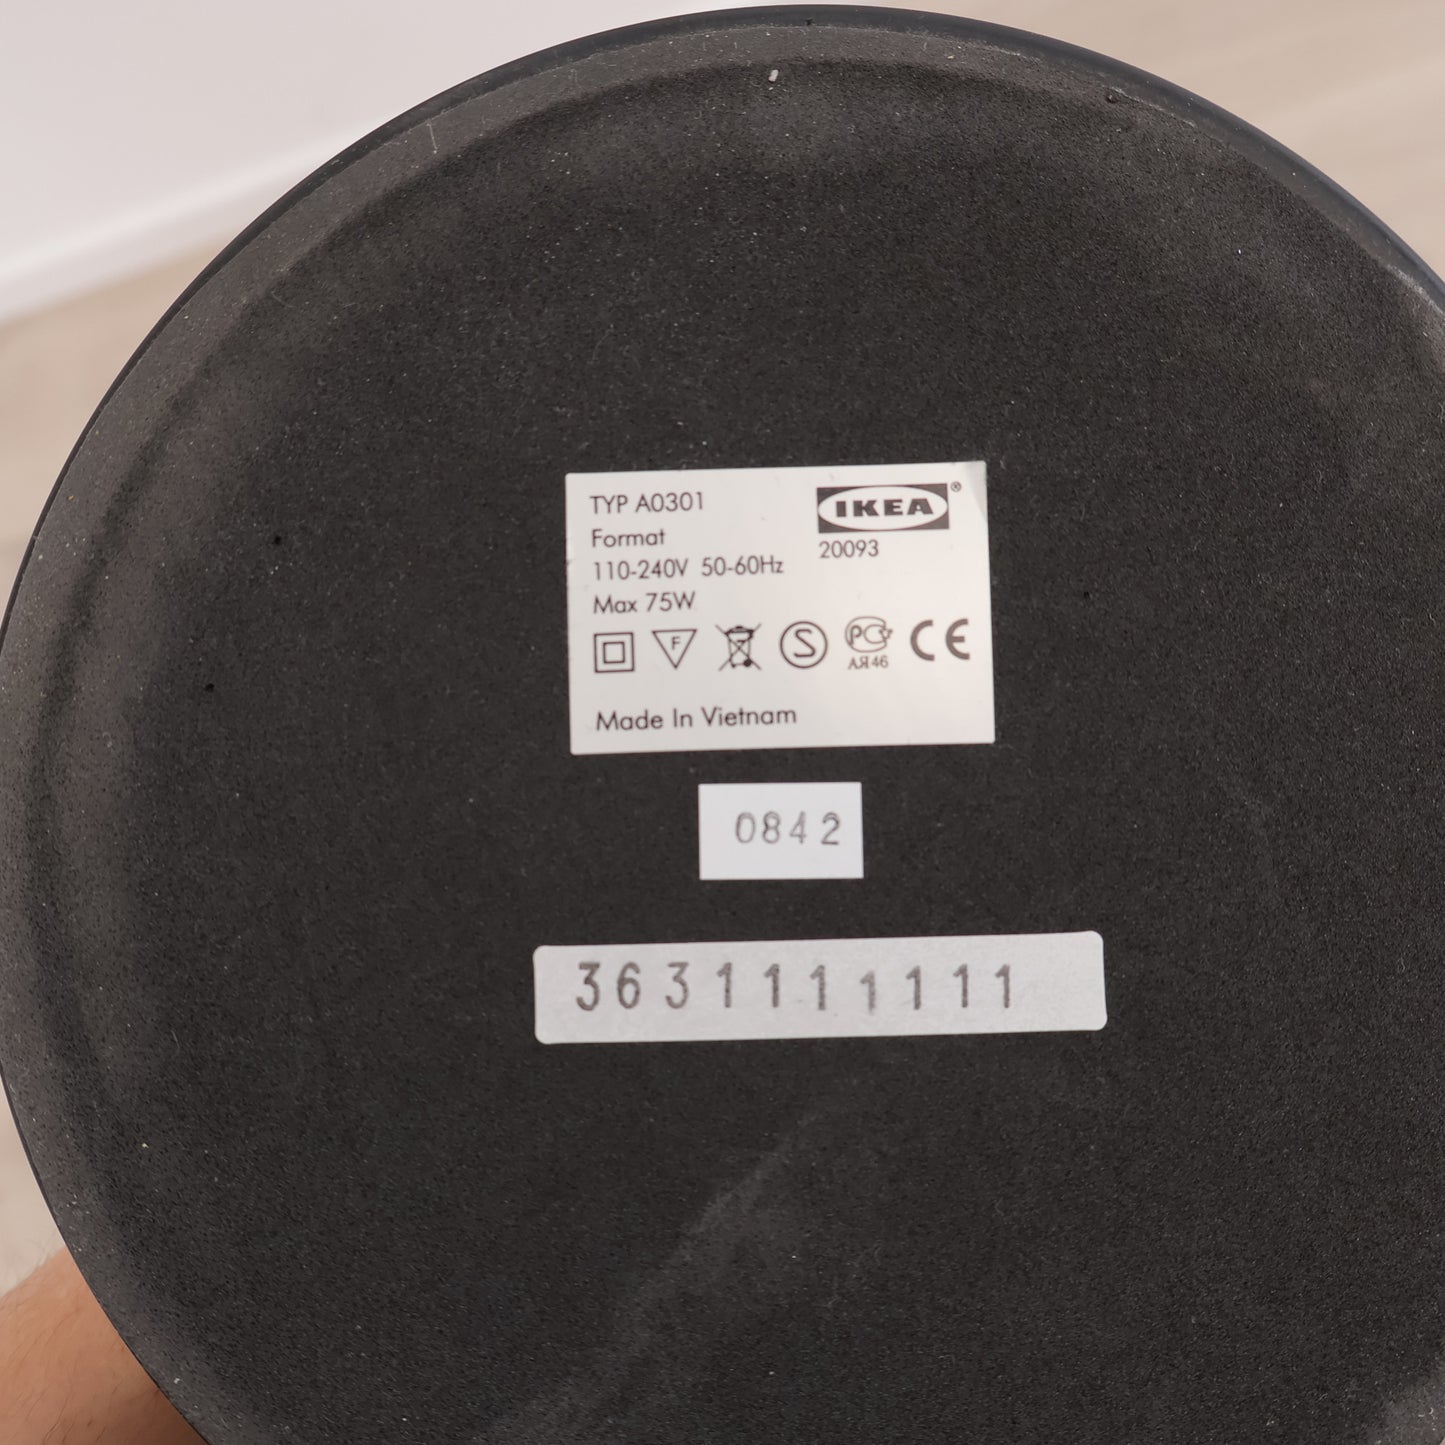 TYP A0301
IKEA®
Format
20093
110-240V 50-60Hz
Max 75W
F
S
PC
АЯ46
CE
Made In Vietnam
0842
3631111111